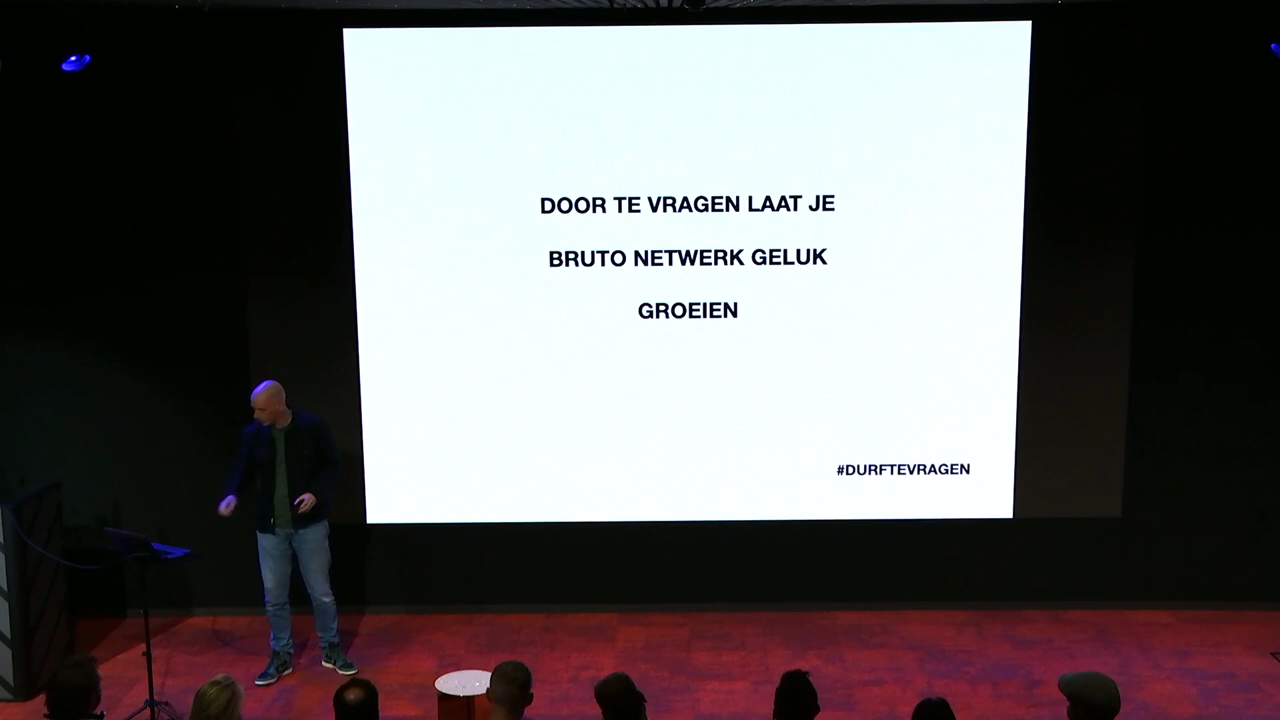 DOOR TE VRAGEN LAAT JE
BRUTO NETWERK GELUK
GROEIEN
#DURFTEVRAGEN